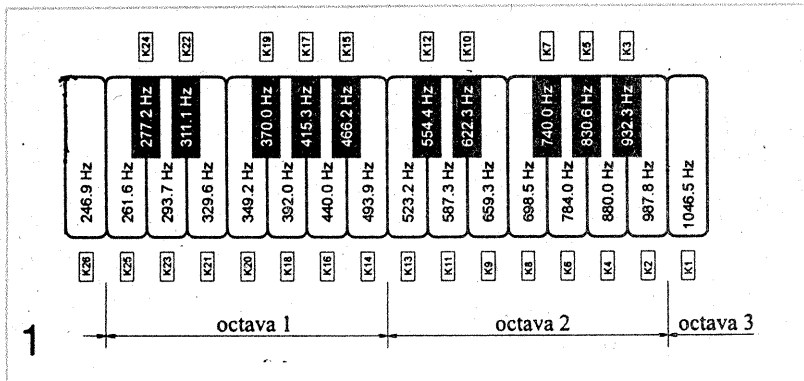 K24 K22 K19 K17 K15 K12 K10 K7 K5 K3
277.2 Hz 311.1 Hz 370.0 Hz 415.3 Hz 466.2 Hz 554.4 Hz 622.3 Hz 740.0 Hz 830.6 Hz 932.3 Hz
246.9 Hz 261.6 Hz 293.7 Hz 329.6 Hz 349.2 Hz 392.0 Hz 440.0 Hz 493.9 Hz 523.2 Hz 587.3 Hz 659.3 Hz 698.5 Hz 784.0 Hz 880.0 Hz 987.8 Hz 1046.5 Hz
K26 K25 K23 K21 K20 K18 K16 K14 K13 K11 K9 K8 K6 K4 K2 K1
octava 1 octava 2 octava 3
1